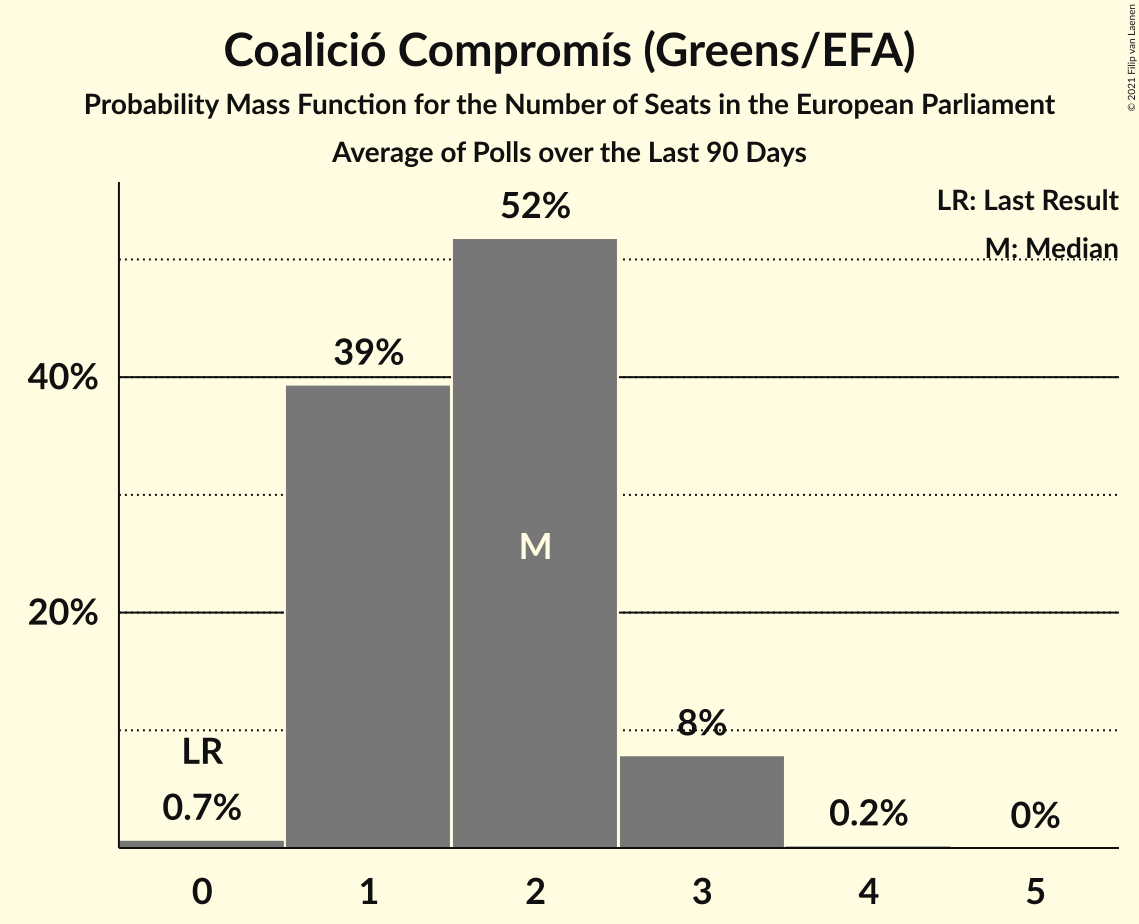 Coalició Compromís (Greens/EFA)
Probability Mass Function for the Number of Seats in the European Parliament
Average of Polls over the Last 90 Days
© 2021 Filip van Laenen
LR: Last Result
M: Median
52%
39%
40%
M
20%
8%
LR
0.7%
0.2%
0%
0 1 2 3 4 5